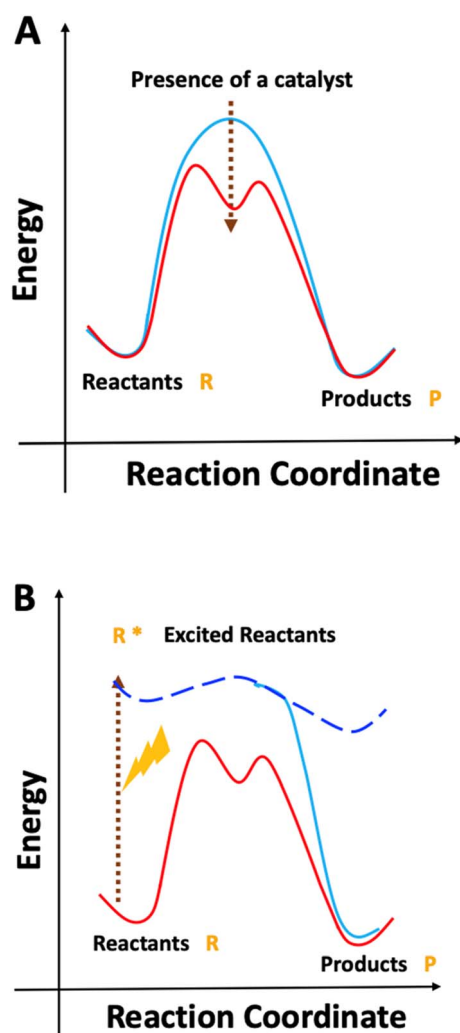 A
Presence of a catalyst
Energy
Reactants R
Products P
Reaction Coordinate
B
R * Excited Reactants
Energy
Reactants R
Products P
Reaction Coordinate